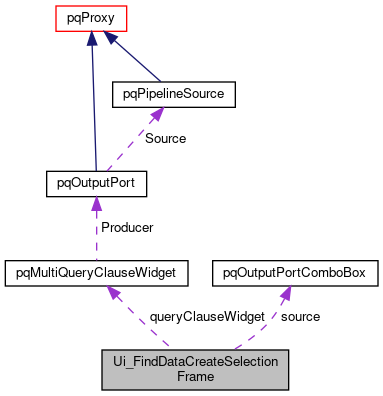 pqProxy
pqPipelineSource
Source
pqOutputPort
Producer
pqMultiQueryClauseWidget
pqOutputPortComboBox
queryClauseWidget
source
Ui_FindDataCreateSelection
Frame